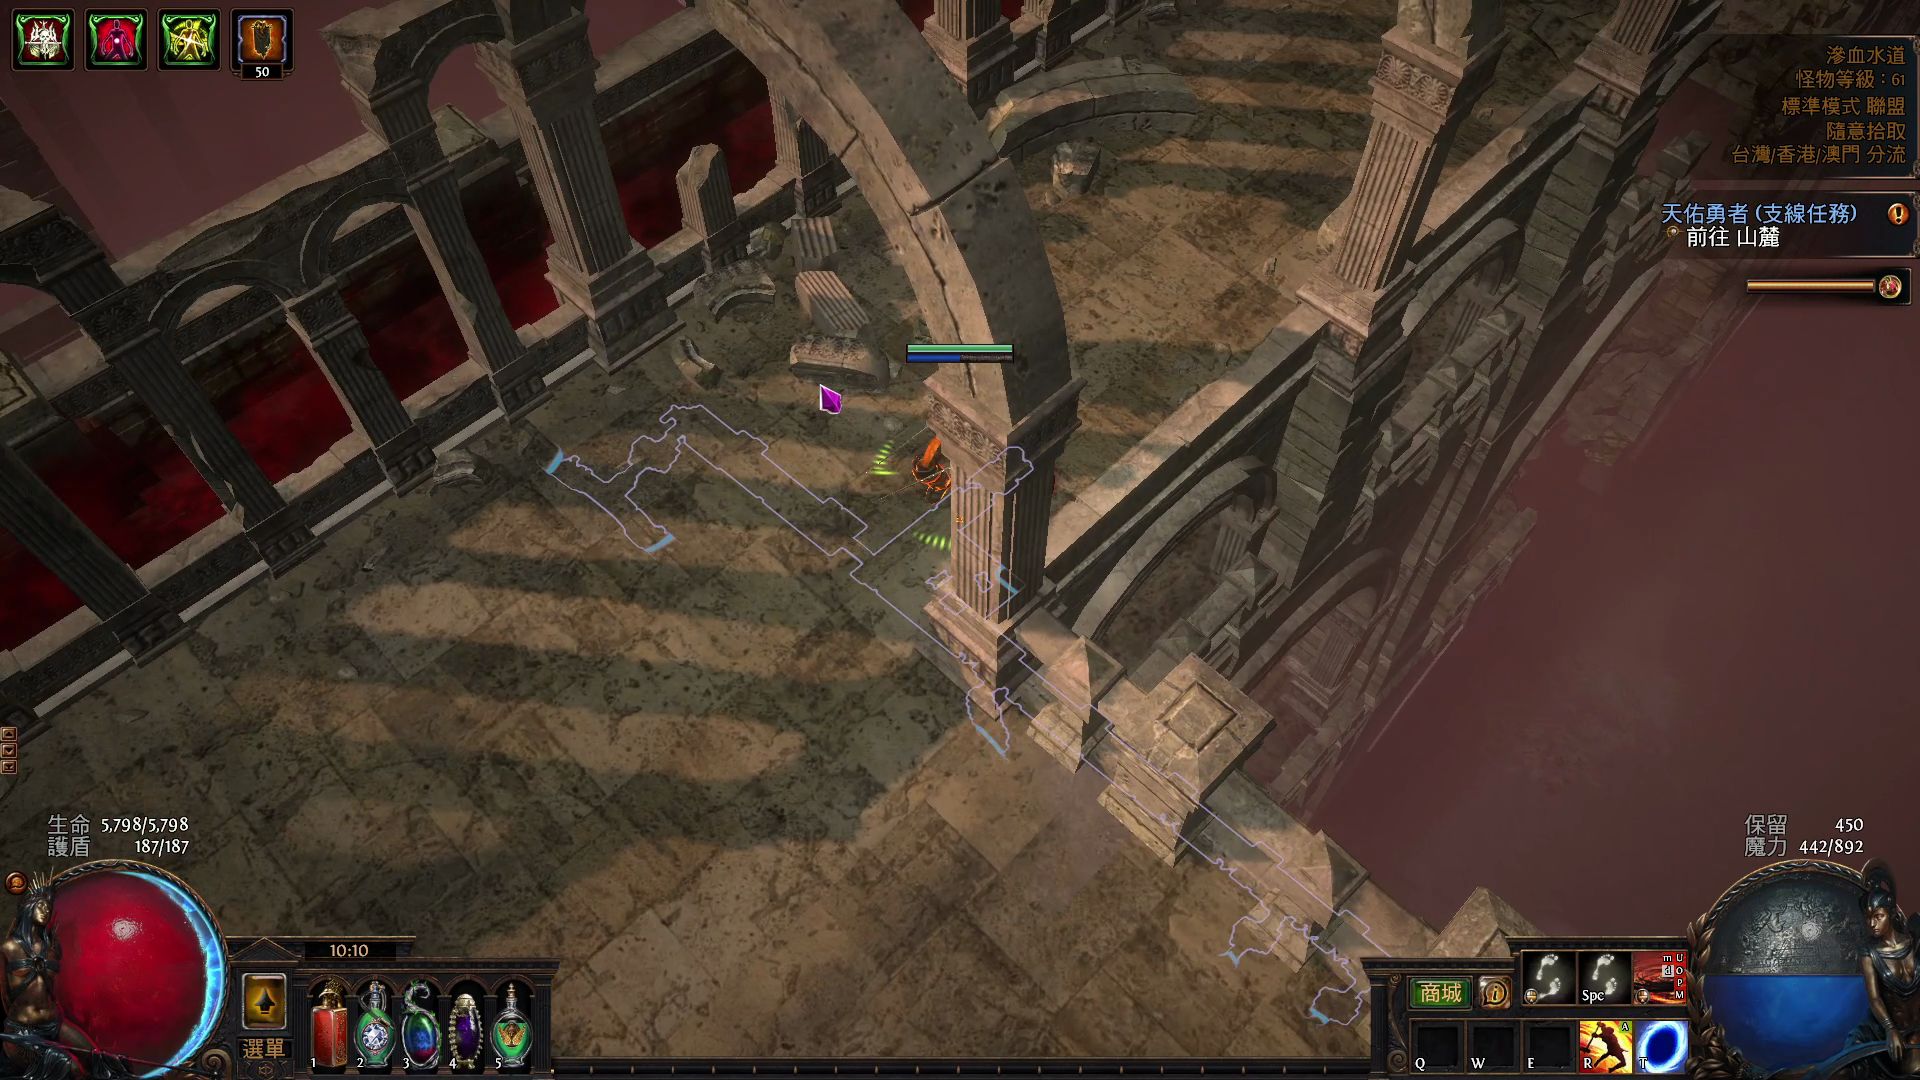 50
滲血水道
怪物等級：61
標準模式 聯盟
隨意拾取
台灣/香港/澳門 分流
天佑勇者 (支線任務)
前往 山麓
生命 5,798/5,798
護盾 187/187
保留 450
魔力 442/892
10:10
選單
1 2 3 4 5
商城
Spc
Q W E R T
A